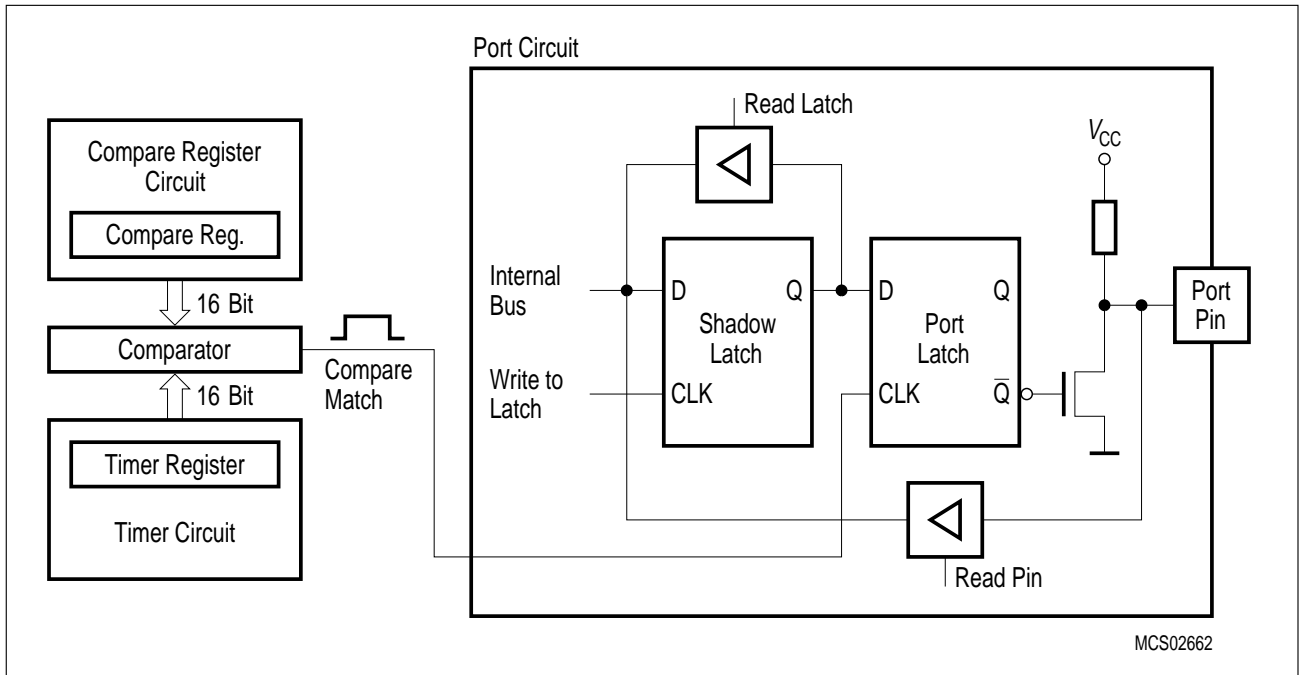 Port Circuit
Read Latch
Compare Register
Circuit
Compare Reg.
16 Bit
Comparator
16 Bit
Timer Register
Timer Circuit
Compare
Match
Internal
Bus
Write to
Latch
D
Q
Shadow
Latch
CLK
D
Q
Port
Latch
CLK
Q̅
VCC
Port
Pin
Read Pin
MCS02662